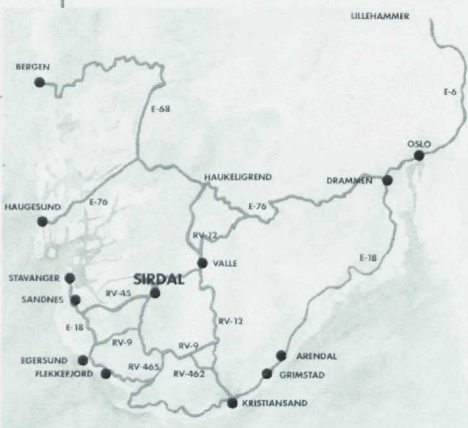 LILLEHAMMER
BERGEN
E-68
E-6
OSLO
HAUKELIGREND
DRAMMEN
E-76
E-76
HAUGESUND
RV-12
E-18
STAVANGER
SIRDAL
VALLE
SANDNES
RV-45
E-18
RV-12
RV-9
RV-9
EGERSUND
RV-465
ARENDAL
FLEKKEFJORD
RV-462
GRIMSTAD
KRISTIANSAND